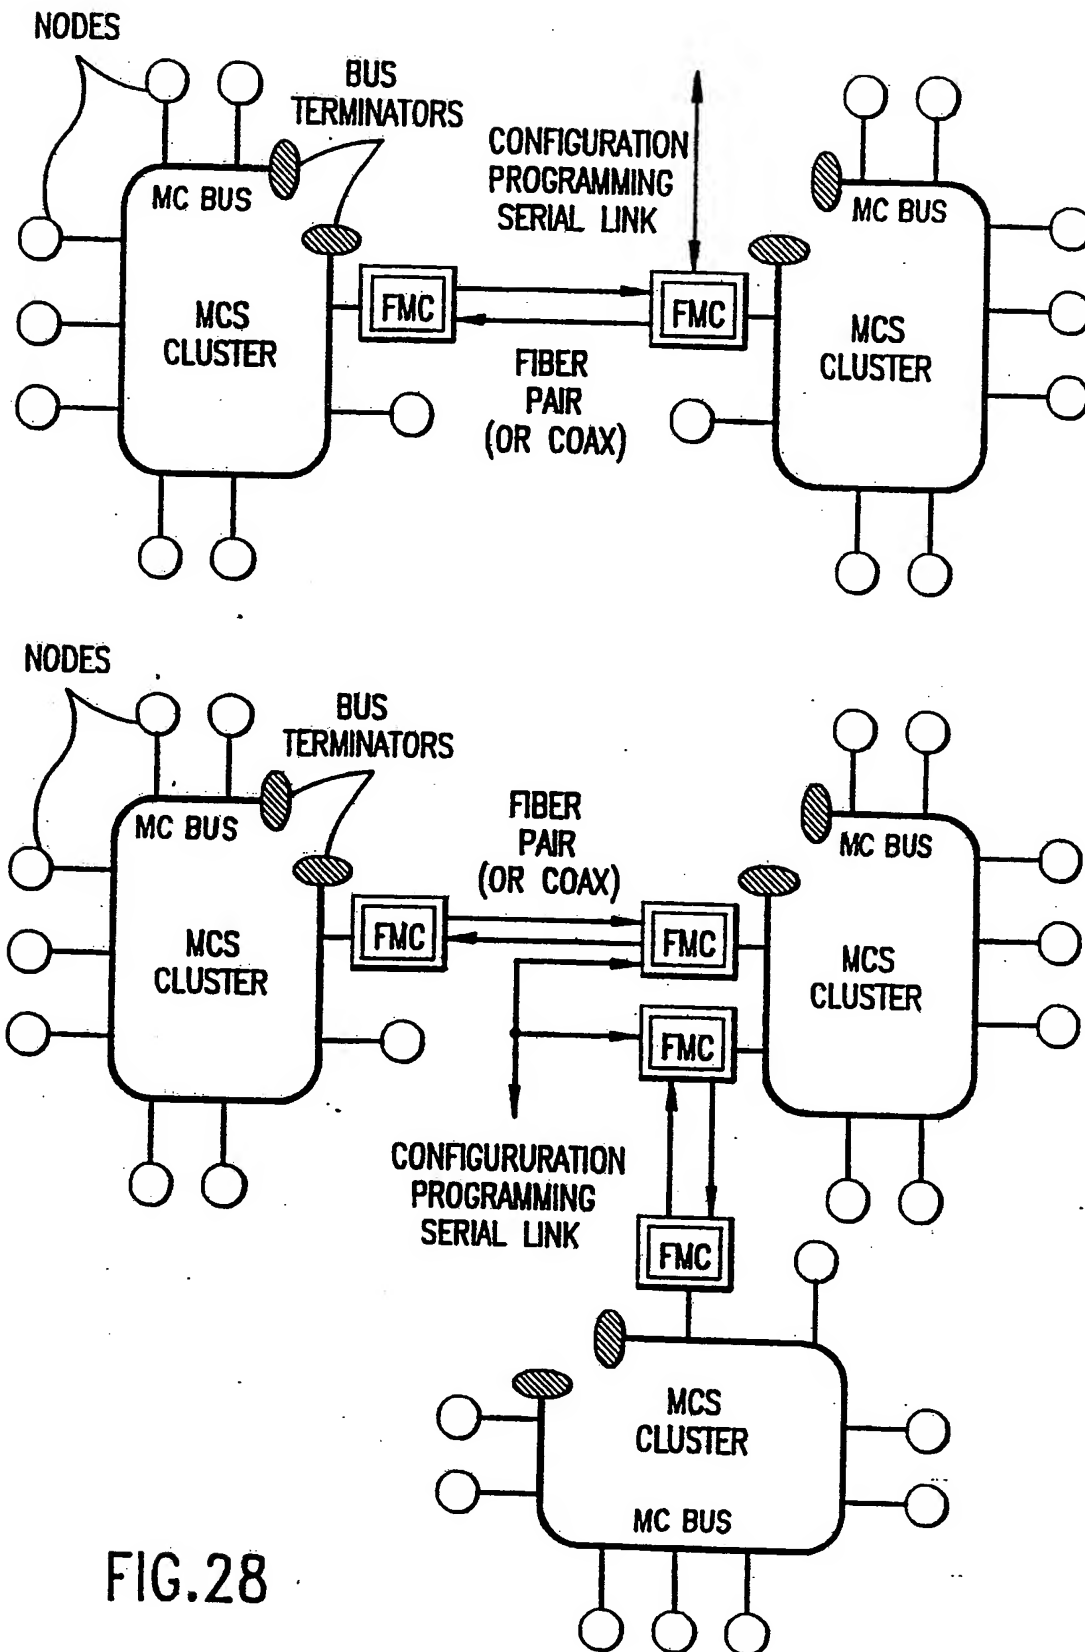 NODES
BUS
TERMINATORS
CONFIGURATION
PROGRAMMING
SERIAL LINK
MC BUS
MC BUS
FMC
FMC
MCS
CLUSTER
MCS
CLUSTER
FIBER
PAIR
(OR COAX)
NODES
BUS
TERMINATORS
FIBER
PAIR
(OR COAX)
MC BUS
MC BUS
FMC
FMC
MCS
CLUSTER
MCS
CLUSTER
FMC
CONFIGURURATION
PROGRAMMING
SERIAL LINK
FMC
MCS
CLUSTER
MC BUS
FIG.28